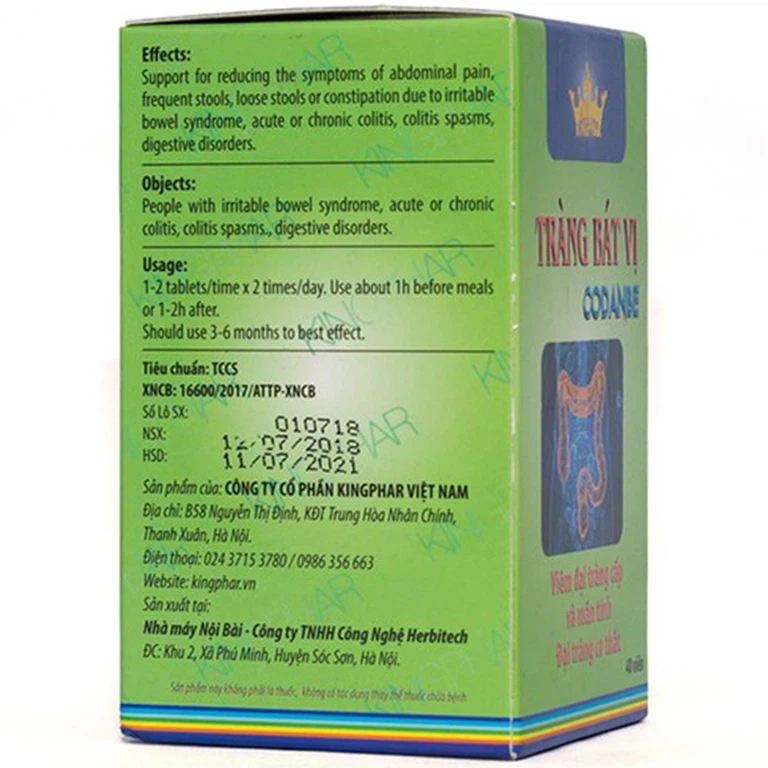 Effects:
Support for reducing the symptoms of abdominal pain,
frequent stools, loose stools or constipation due to irritable
bowel syndrome, acute or chronic colitis, colitis spasms,
digestive disorders.
Objects:
People with irritable bowel syndrome, acute or chronic
colitis, colitis spasms., digestive disorders.
Usage:
1-2 tablets/time x 2 times/day. Use about 1h before meals
or 1-2h after.
Should use 3-6 months to best effect.
Tiêu chuẩn: TCCS
XNCB: 16600/2017/ATTP-XNCB
Số Lô SX: 010718
NSX: 12/07/2018
HSD: 11/07/2021
Sản phẩm của: CÔNG TY CỔ PHẦN KINGPHAR VIỆT NAM
Địa chỉ: B58 Nguyễn Thị Định, KĐT Trung Hòa Nhân Chính,
Thanh Xuân, Hà Nội.
Điện thoại: 024 3715 3780 / 0986 356 663
Website: kingphar.vn
Sản xuất tại:
Nhà máy Nội Bài - Công ty TNHH Công Nghệ Herbitech
ĐC: Khu 2, Xã Phú Minh, Huyện Sóc Sơn, Hà Nội.
Sản phẩm này không phải là thuốc, không có tác dụng thay thế thuốc chữa bệnh
TRÀNG BÁT VỊ
CODANBE
Viêm đại tràng cấp
và mãn tính
Đại tràng co thắt
40 viên